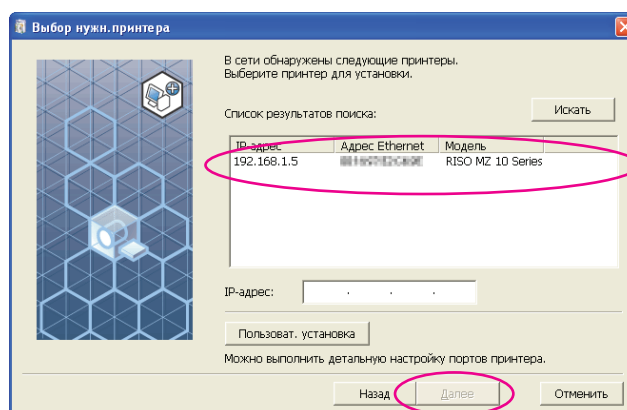 Выбор нужн.принтера
В сети обнаружены следующие принтеры.
Выберите принтер для установки.
Список результатов поиска:
Искать
IP-адрес Адрес Ethernet Модель
192.168.1.5 RISO MZ 10 Series
IP-адрес:
Пользоват. установка
Можно выполнить детальную настройку портов принтера.
Назад Далее Отменить